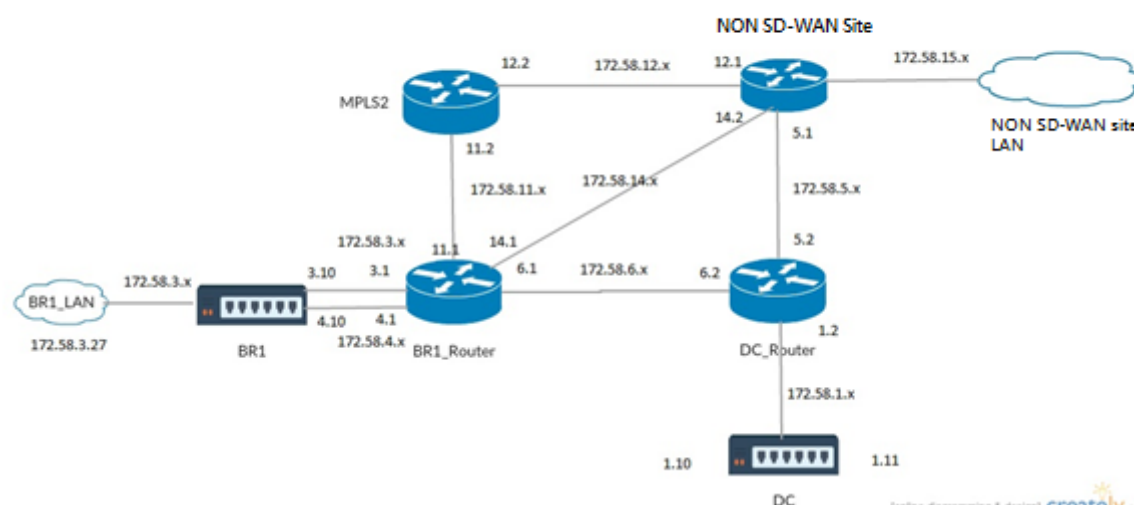 NON SD-WAN Site
12.2
172.58.12.x
12.1
172.58.15.x
MPLS2
14.2
5.1
NON SD-WAN site
LAN
11.2
172.58.11.x
172.58.14.x
172.58.5.x
172.58.3.x
11.1
14.1
5.2
172.58.3.x
3.10
3.1
6.1
172.58.6.x
6.2
BR1_LAN
4.10
4.1
1.2
172.58.3.27
BR1
172.58.4.x
BR1_Router
DC_Router
172.58.1.x
1.10
1.11
DC
creately